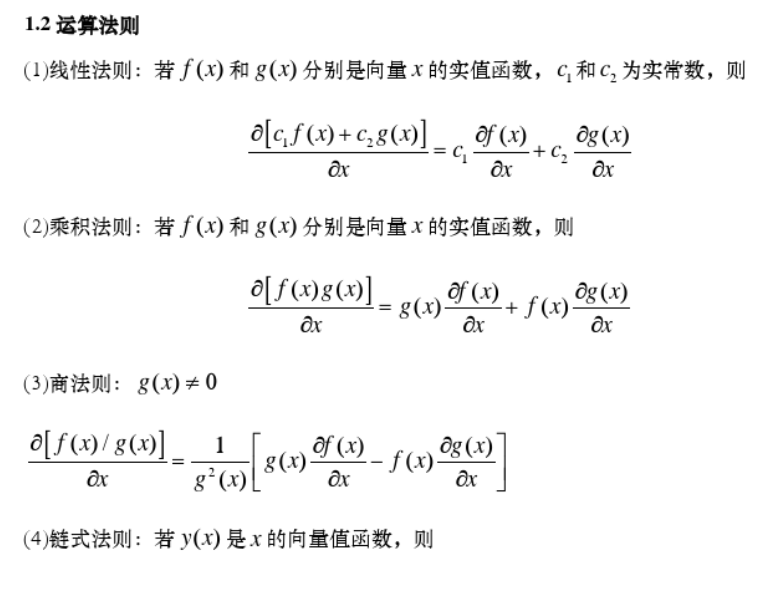 1.2 运算法则
(1)线性法则：若 f(x) 和 g(x) 分别是向量 x 的实值函数，c₁ 和 c₂ 为实常数，则
∂[c₁f(x)+c₂g(x)]/∂x = c₁ ∂f(x)/∂x + c₂ ∂g(x)/∂x
(2)乘积法则：若 f(x) 和 g(x) 分别是向量 x 的实值函数，则
∂[f(x)g(x)]/∂x = g(x) ∂f(x)/∂x + f(x) ∂g(x)/∂x
(3)商法则： g(x) ≠ 0
∂[f(x)/g(x)]/∂x = 1/g²(x) [g(x) ∂f(x)/∂x − f(x) ∂g(x)/∂x]
(4)链式法则：若 y(x) 是 x 的向量值函数，则